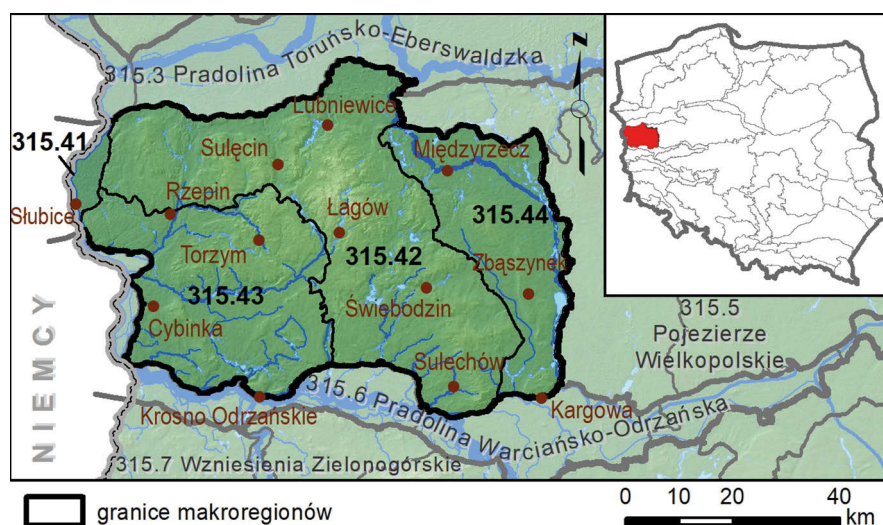 315.3 Pradolina Toruńsko-Eberswaldzka
N
Lubniewice
315.41
Sulęcin
Międzyrzecz
Rzepin
Słubice
Łagów
315.44
Torzym
315.42
Zbąszynek
315.43
Świebodzin
Cybinka
315.5
Pojezierze
Wielkopolskie
Sulechów
NIEMCY
315.6 Pradolina Warciańsko-Odrzańska
Krosno Odrzańskie
Kargowa
315.7 Wzniesienia Zielonogórskie
granice makroregionów
0 10 20 40
km